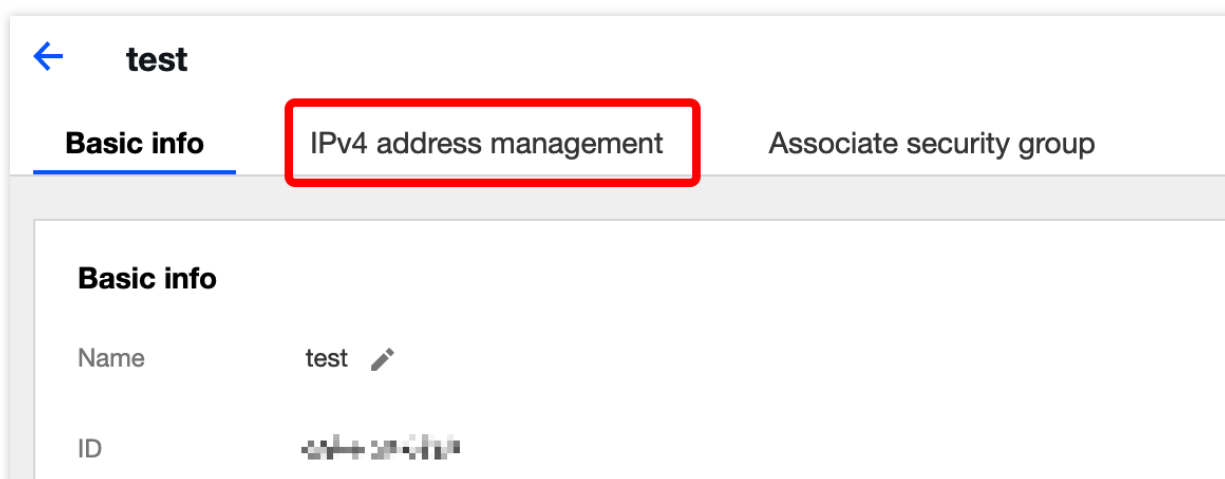 test
Basic info IPv4 address management Associate security group
Basic info
Name test
ID